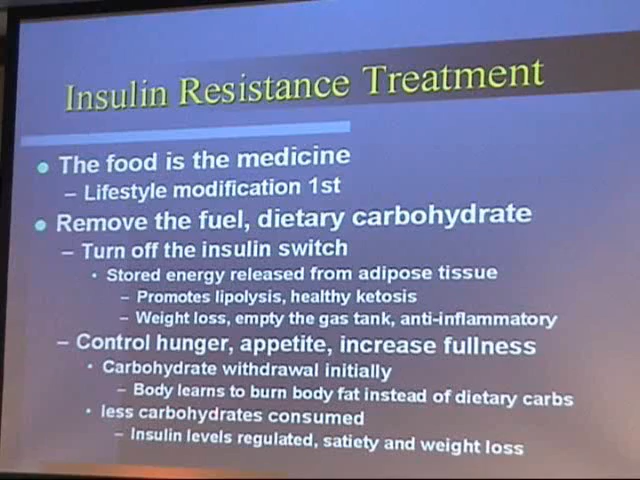 Insulin Resistance Treatment
• The food is the medicine
– Lifestyle modification 1st
• Remove the fuel, dietary carbohydrate
– Turn off the insulin switch
• Stored energy released from adipose tissue
– Promotes lipolysis, healthy ketosis
– Weight loss, empty the gas tank, anti-inflammatory
– Control hunger, appetite, increase fullness
• Carbohydrate withdrawal initially
– Body learns to burn body fat instead of dietary carbs
• less carbohydrates consumed
– Insulin levels regulated, satiety and weight loss